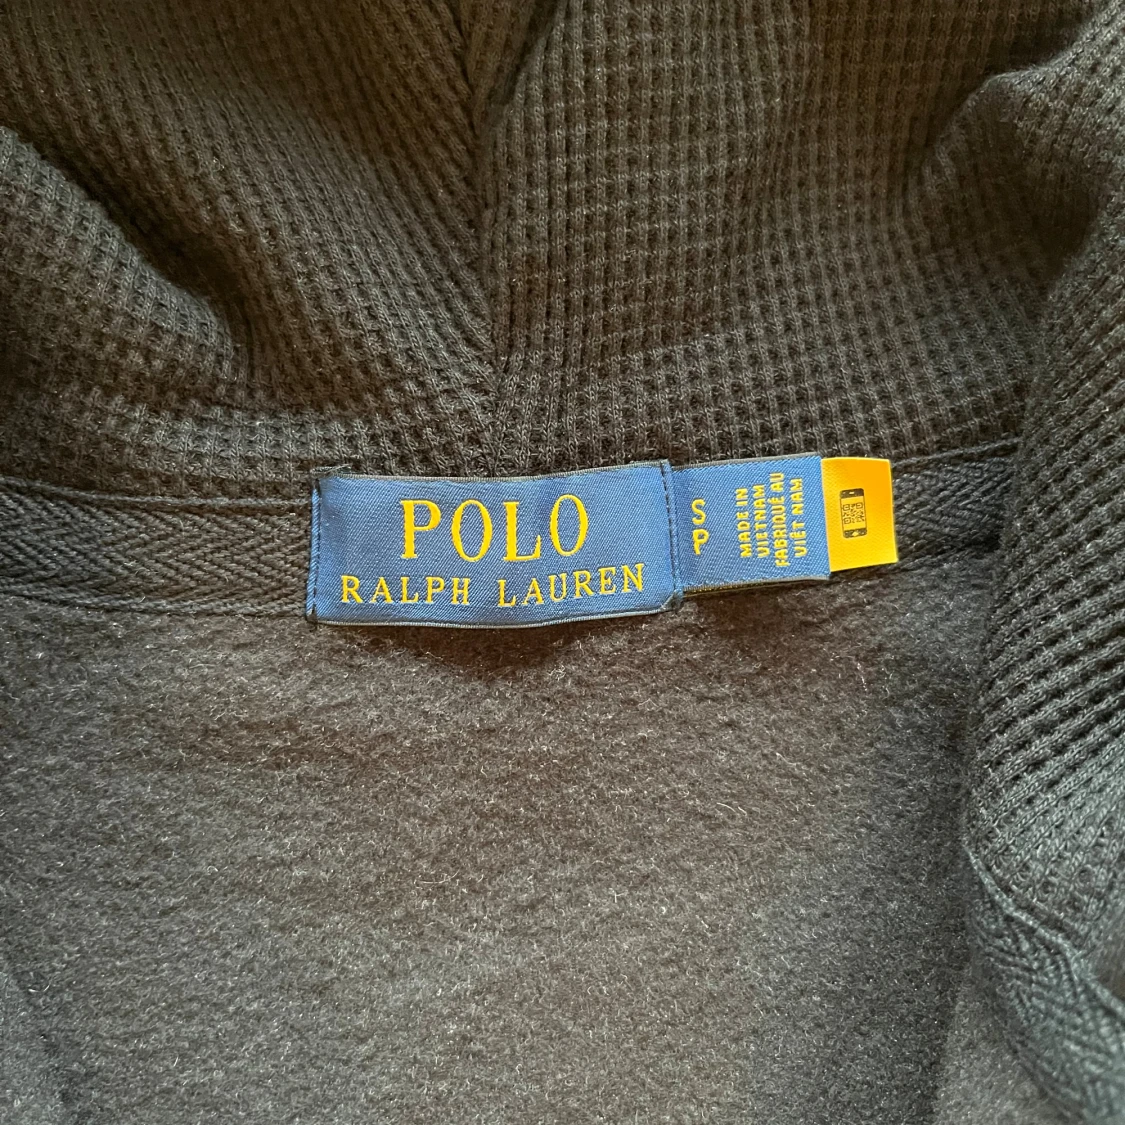 POLO
RALPH LAUREN
S
P
MADE IN
VIETNAM
FABRIQUÉ AU
VIÊT NAM